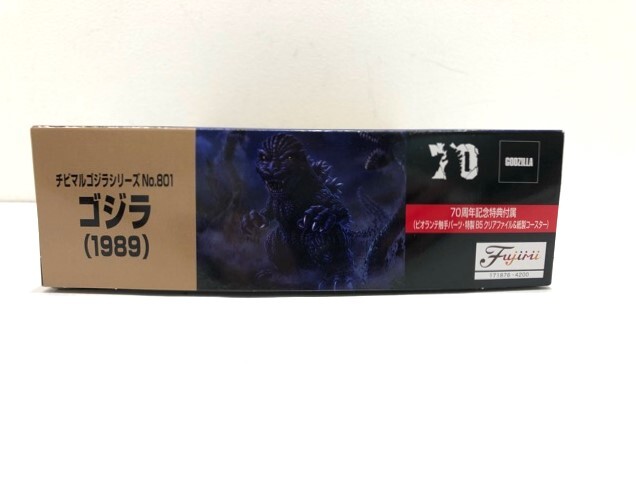 チビマルゴジラシリーズ No.801
ゴジラ
(1989)
70
GODZILLA
70周年記念特典付属
(ビオランテ触手パーツ・特製 B5 クリアファイル&紙製コースター)
Fujimi
171876-4200